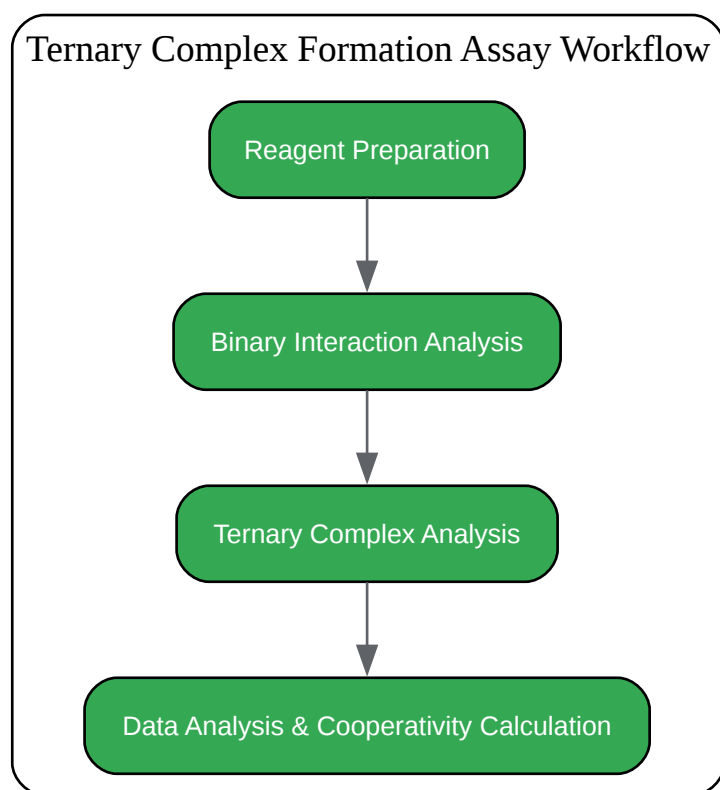 Ternary Complex Formation Assay Workflow
Reagent Preparation
Binary Interaction Analysis
Ternary Complex Analysis
Data Analysis & Cooperativity Calculation